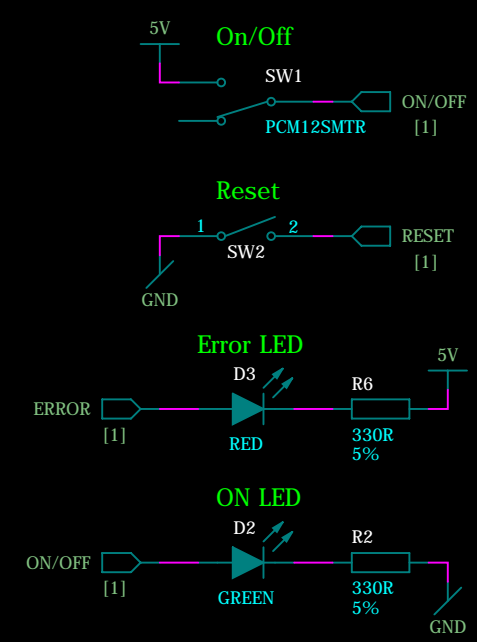 On/Off
5V
SW1
ON/OFF
[1]
PCM12SMTR
Reset
1
2
SW2
RESET
[1]
GND
Error LED
5V
D3
R6
ERROR
[1]
RED
330R
5%
ON LED
D2
R2
ON/OFF
[1]
GREEN
330R
5%
GND